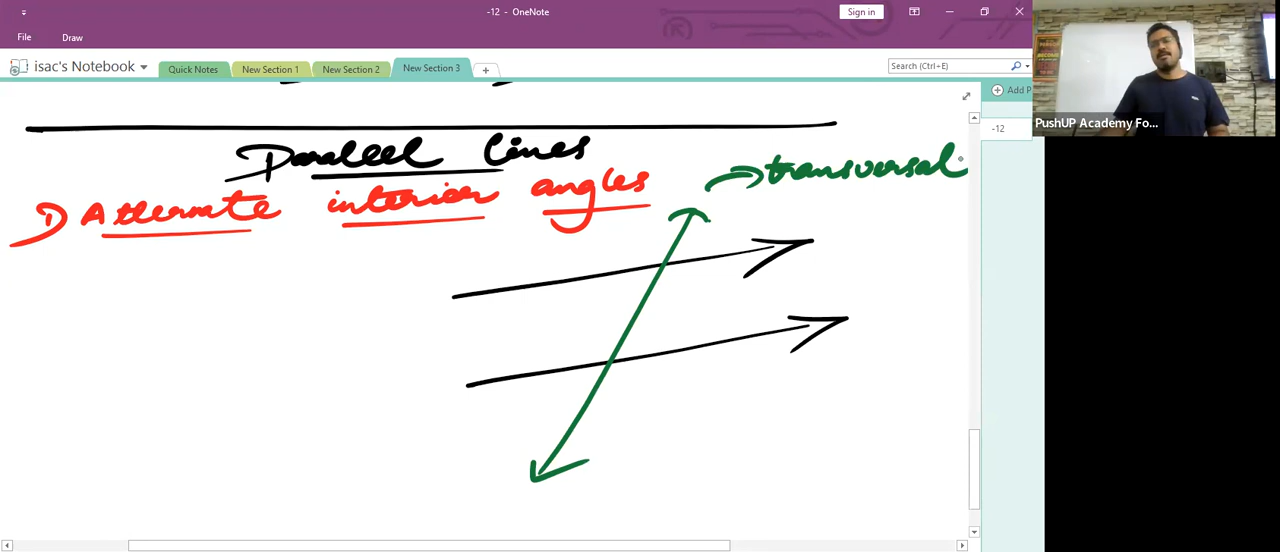 -12 - OneNote
Sign in
File
Draw
isac's Notebook
Quick Notes
New Section 1
New Section 2
New Section 3
Search (Ctrl+E)
Add P
-12
PushUP Academy Fo...
Parallel lines
1) Alternate interior angles
transversal